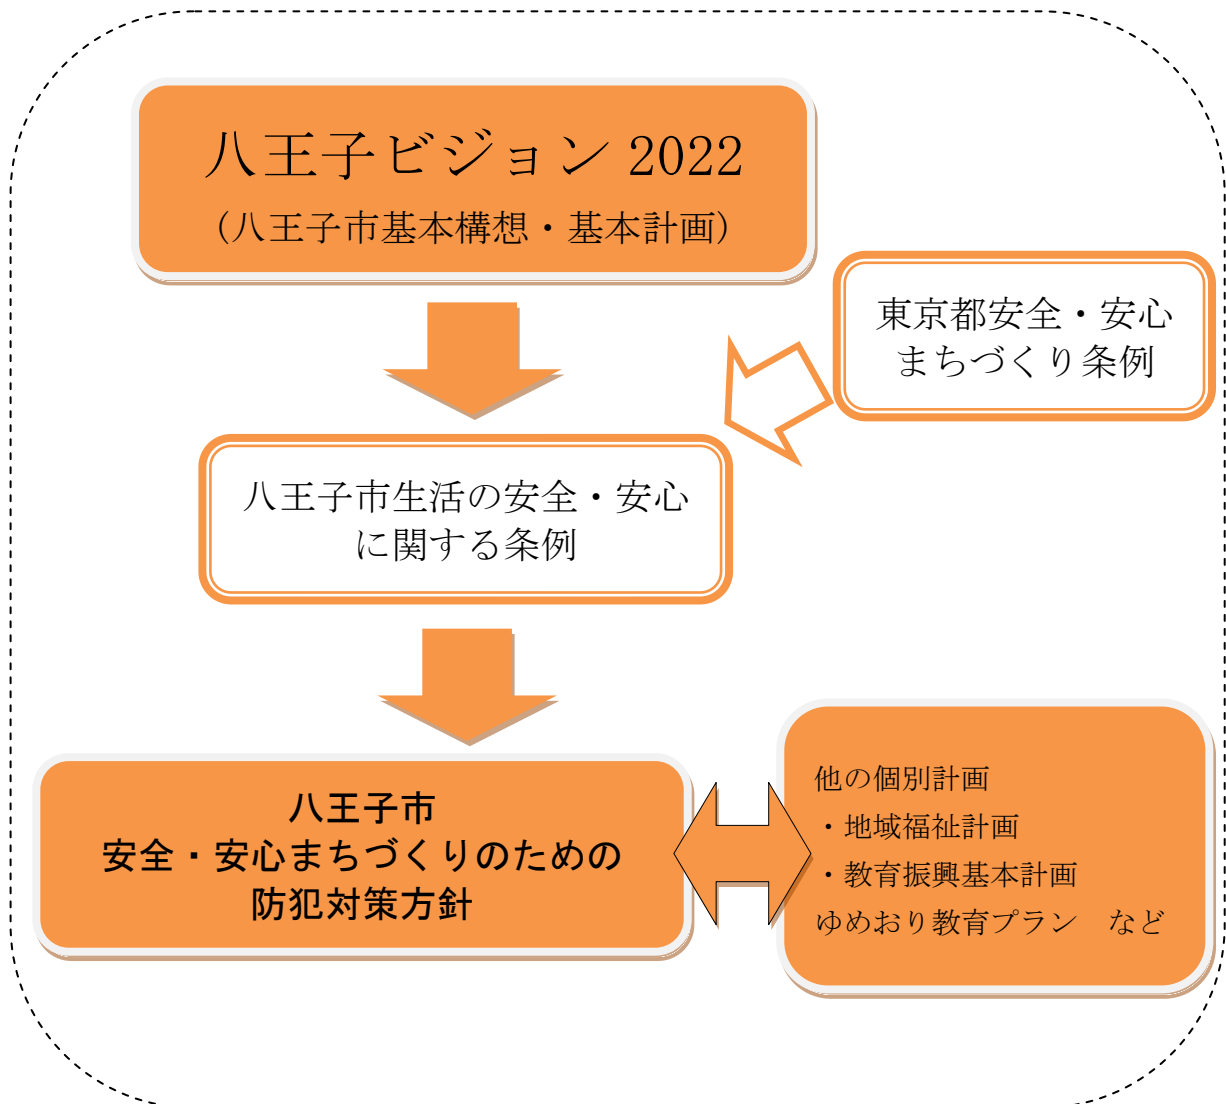 八王子ビジョン 2022
（八王子市基本構想・基本計画）
東京都安全・安心
まちづくり条例
八王子市生活の安全・安心
に関する条例
八王子市
安全・安心まちづくりのための
防犯対策方針
他の個別計画
・地域福祉計画
・教育振興基本計画
ゆめおり教育プラン　など